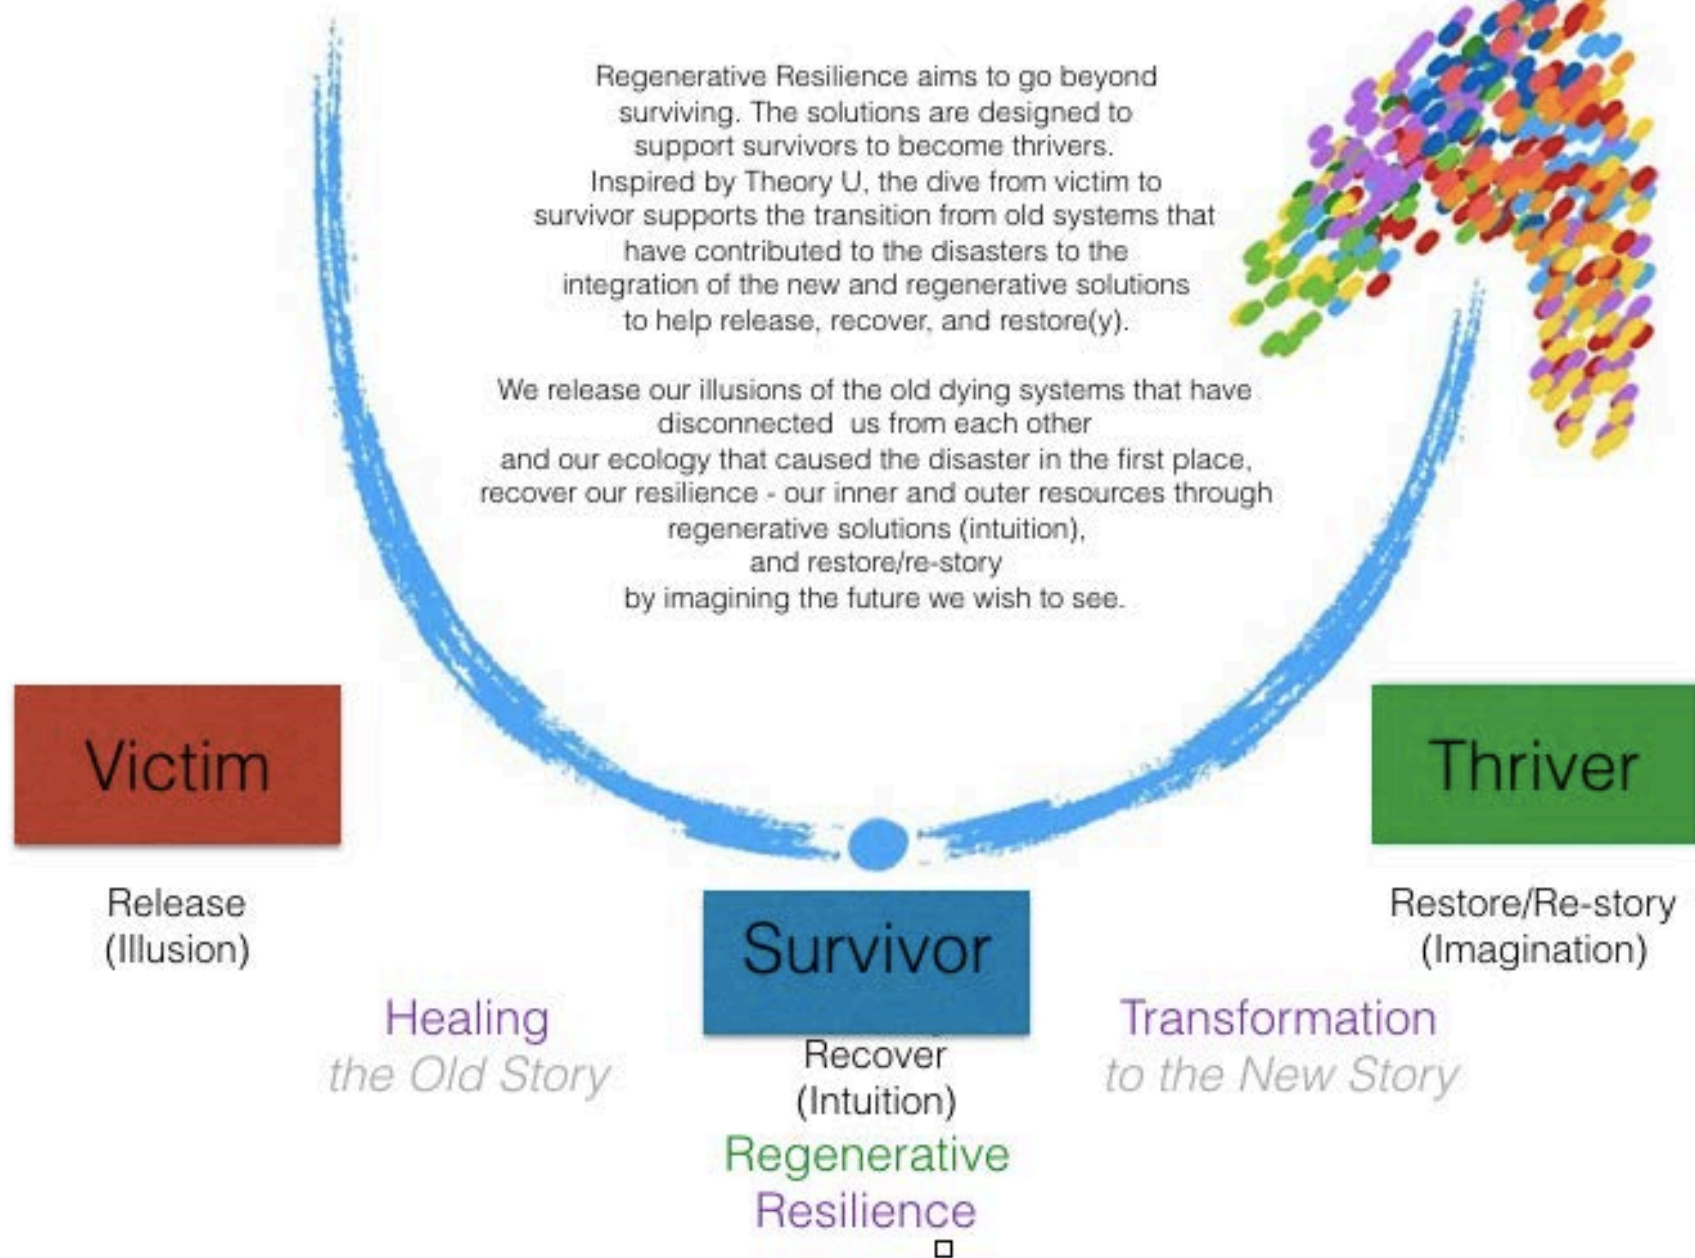 Regenerative Resilience aims to go beyond
surviving. The solutions are designed to
support survivors to become thrivers.
Inspired by Theory U, the dive from victim to
survivor supports the transition from old systems that
have contributed to the disasters to the
integration of the new and regenerative solutions
to help release, recover, and restore(y).
We release our illusions of the old dying systems that have
disconnected us from each other
and our ecology that caused the disaster in the first place,
recover our resilience - our inner and outer resources through
regenerative solutions (intuition),
and restore/re-story
by imagining the future we wish to see.
Victim
Release
(Illusion)
Healing
the Old Story
Survivor
Recover
(Intuition)
Regenerative
Resilience
Thriver
Restore/Re-story
(Imagination)
Transformation
to the New Story